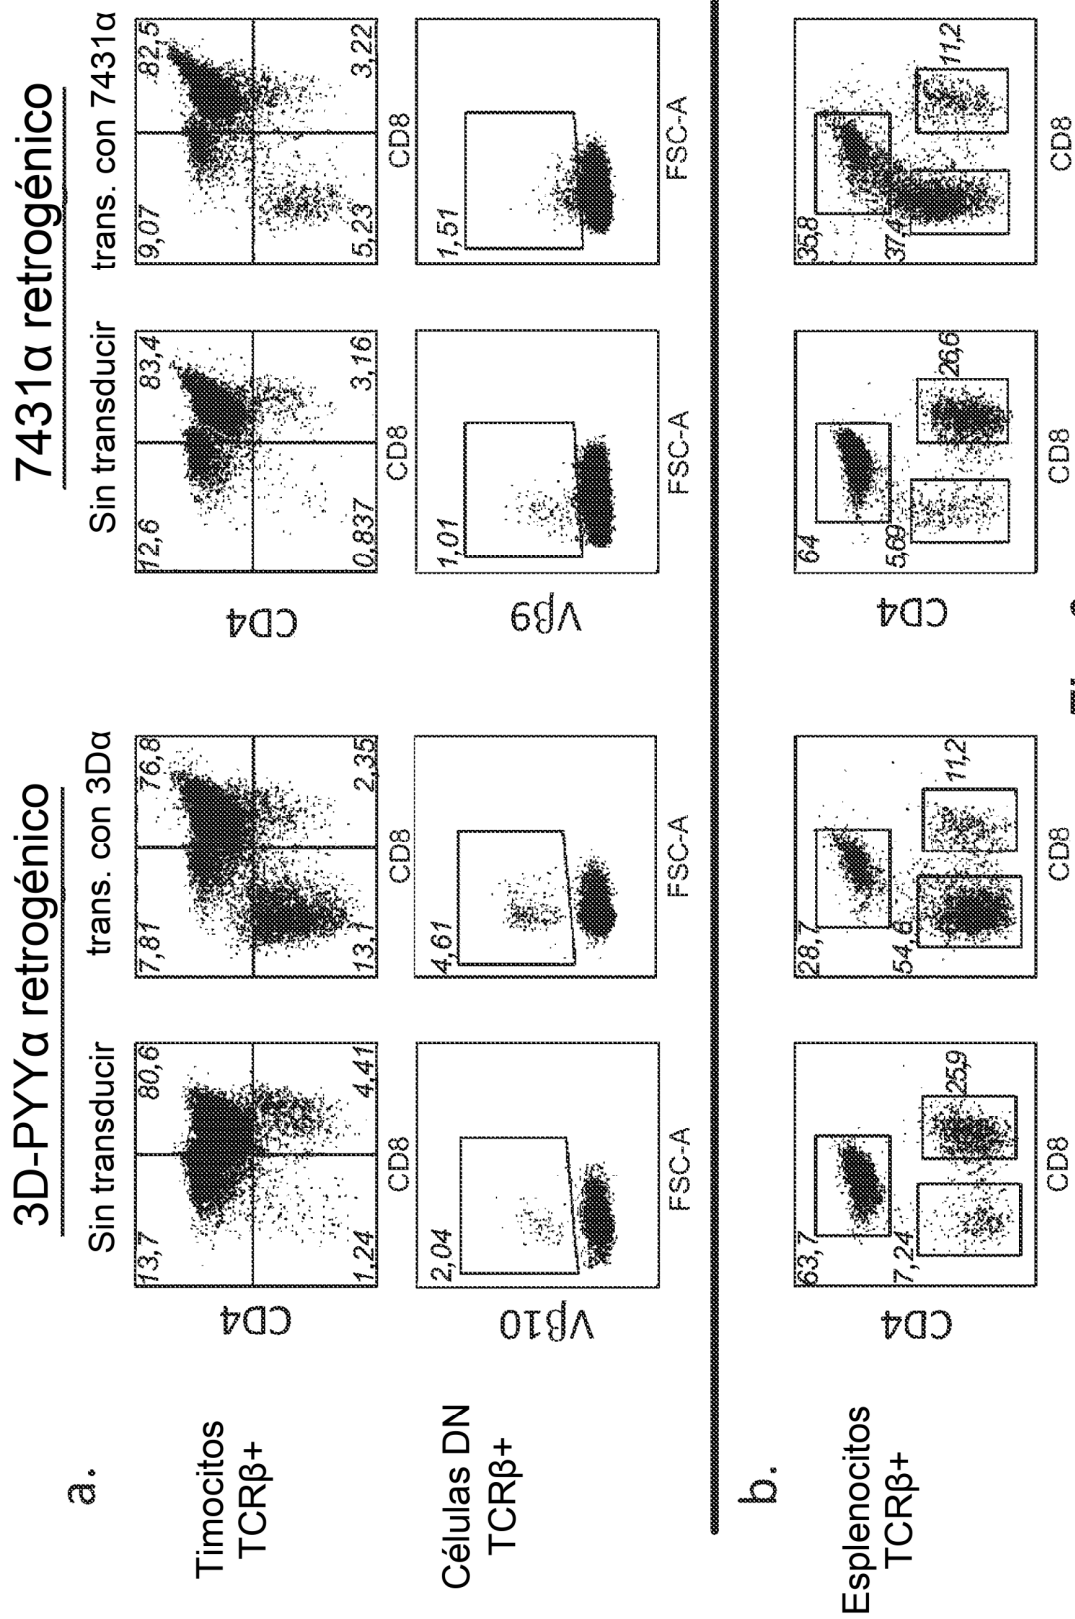 3D-PYYα retrogénico
7431α retrogénico
Sin transducir
trans. con 3Dα
Sin transducir
trans. con 7431α
a.
Timocitos
TCRβ+
CD4
13,7
80,6
1,24
4,41
CD8
7,81
76,8
13,1
2,35
CD8
CD4
12,6
83,4
0,837
3,16
CD8
9,07
82,5
5,23
3,22
CD8
Células DN
TCRβ+
Vβ10
2,04
FSC-A
4,61
FSC-A
Vβ9
1,01
FSC-A
1,51
FSC-A
b.
Esplenocitos
TCRβ+
CD4
63,7
7,24
25,9
CD8
28,7
54,6
11,2
CD8
CD4
64
5,69
26,6
CD8
35,8
37,4
11,2
CD8